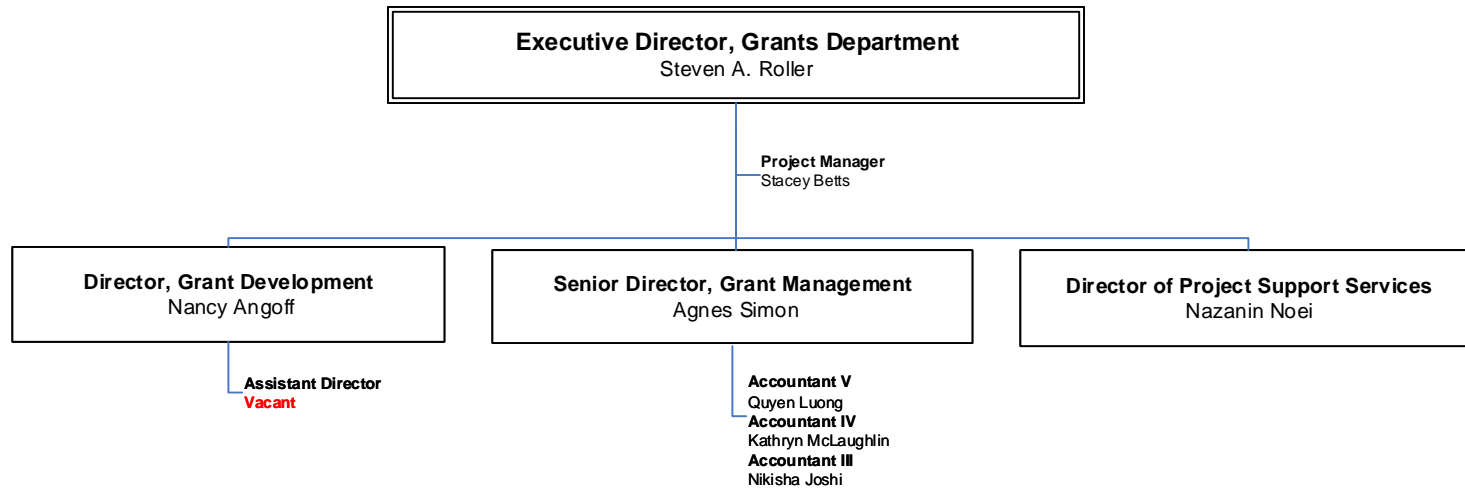 Executive Director, Grants Department
Steven A. Roller
Project Manager
Stacey Betts
Director, Grant Development
Nancy Angoff
Senior Director, Grant Management
Agnes Simon
Director of Project Support Services
Nazanin Noei
Assistant Director
Vacant
Accountant V
Quyen Luong
Accountant IV
Kathryn McLaughlin
Accountant III
Nikisha Joshi